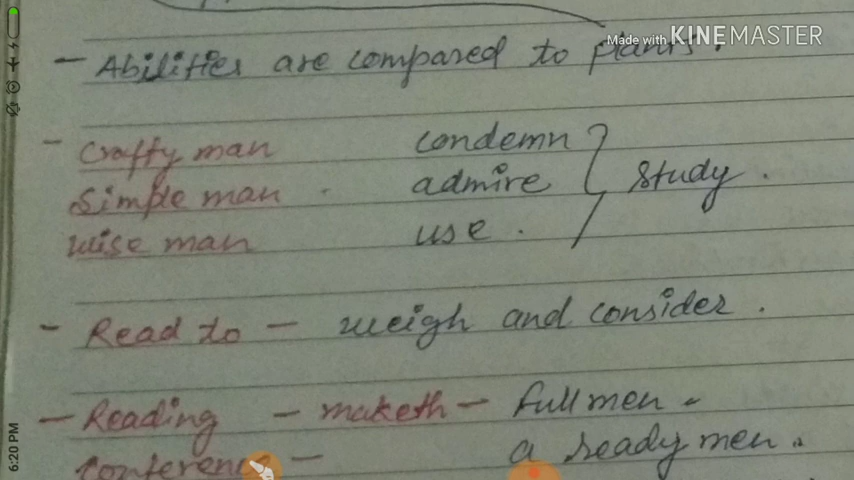 Made with KINEMASTER
- Abilities are compared to plants.
- Crafty man condemn
Simple man . admire } study .
Wise man use .
- Read to - weigh and consider .
- Reading - maketh - full men .
Conference - a ready men .
6:20 PM